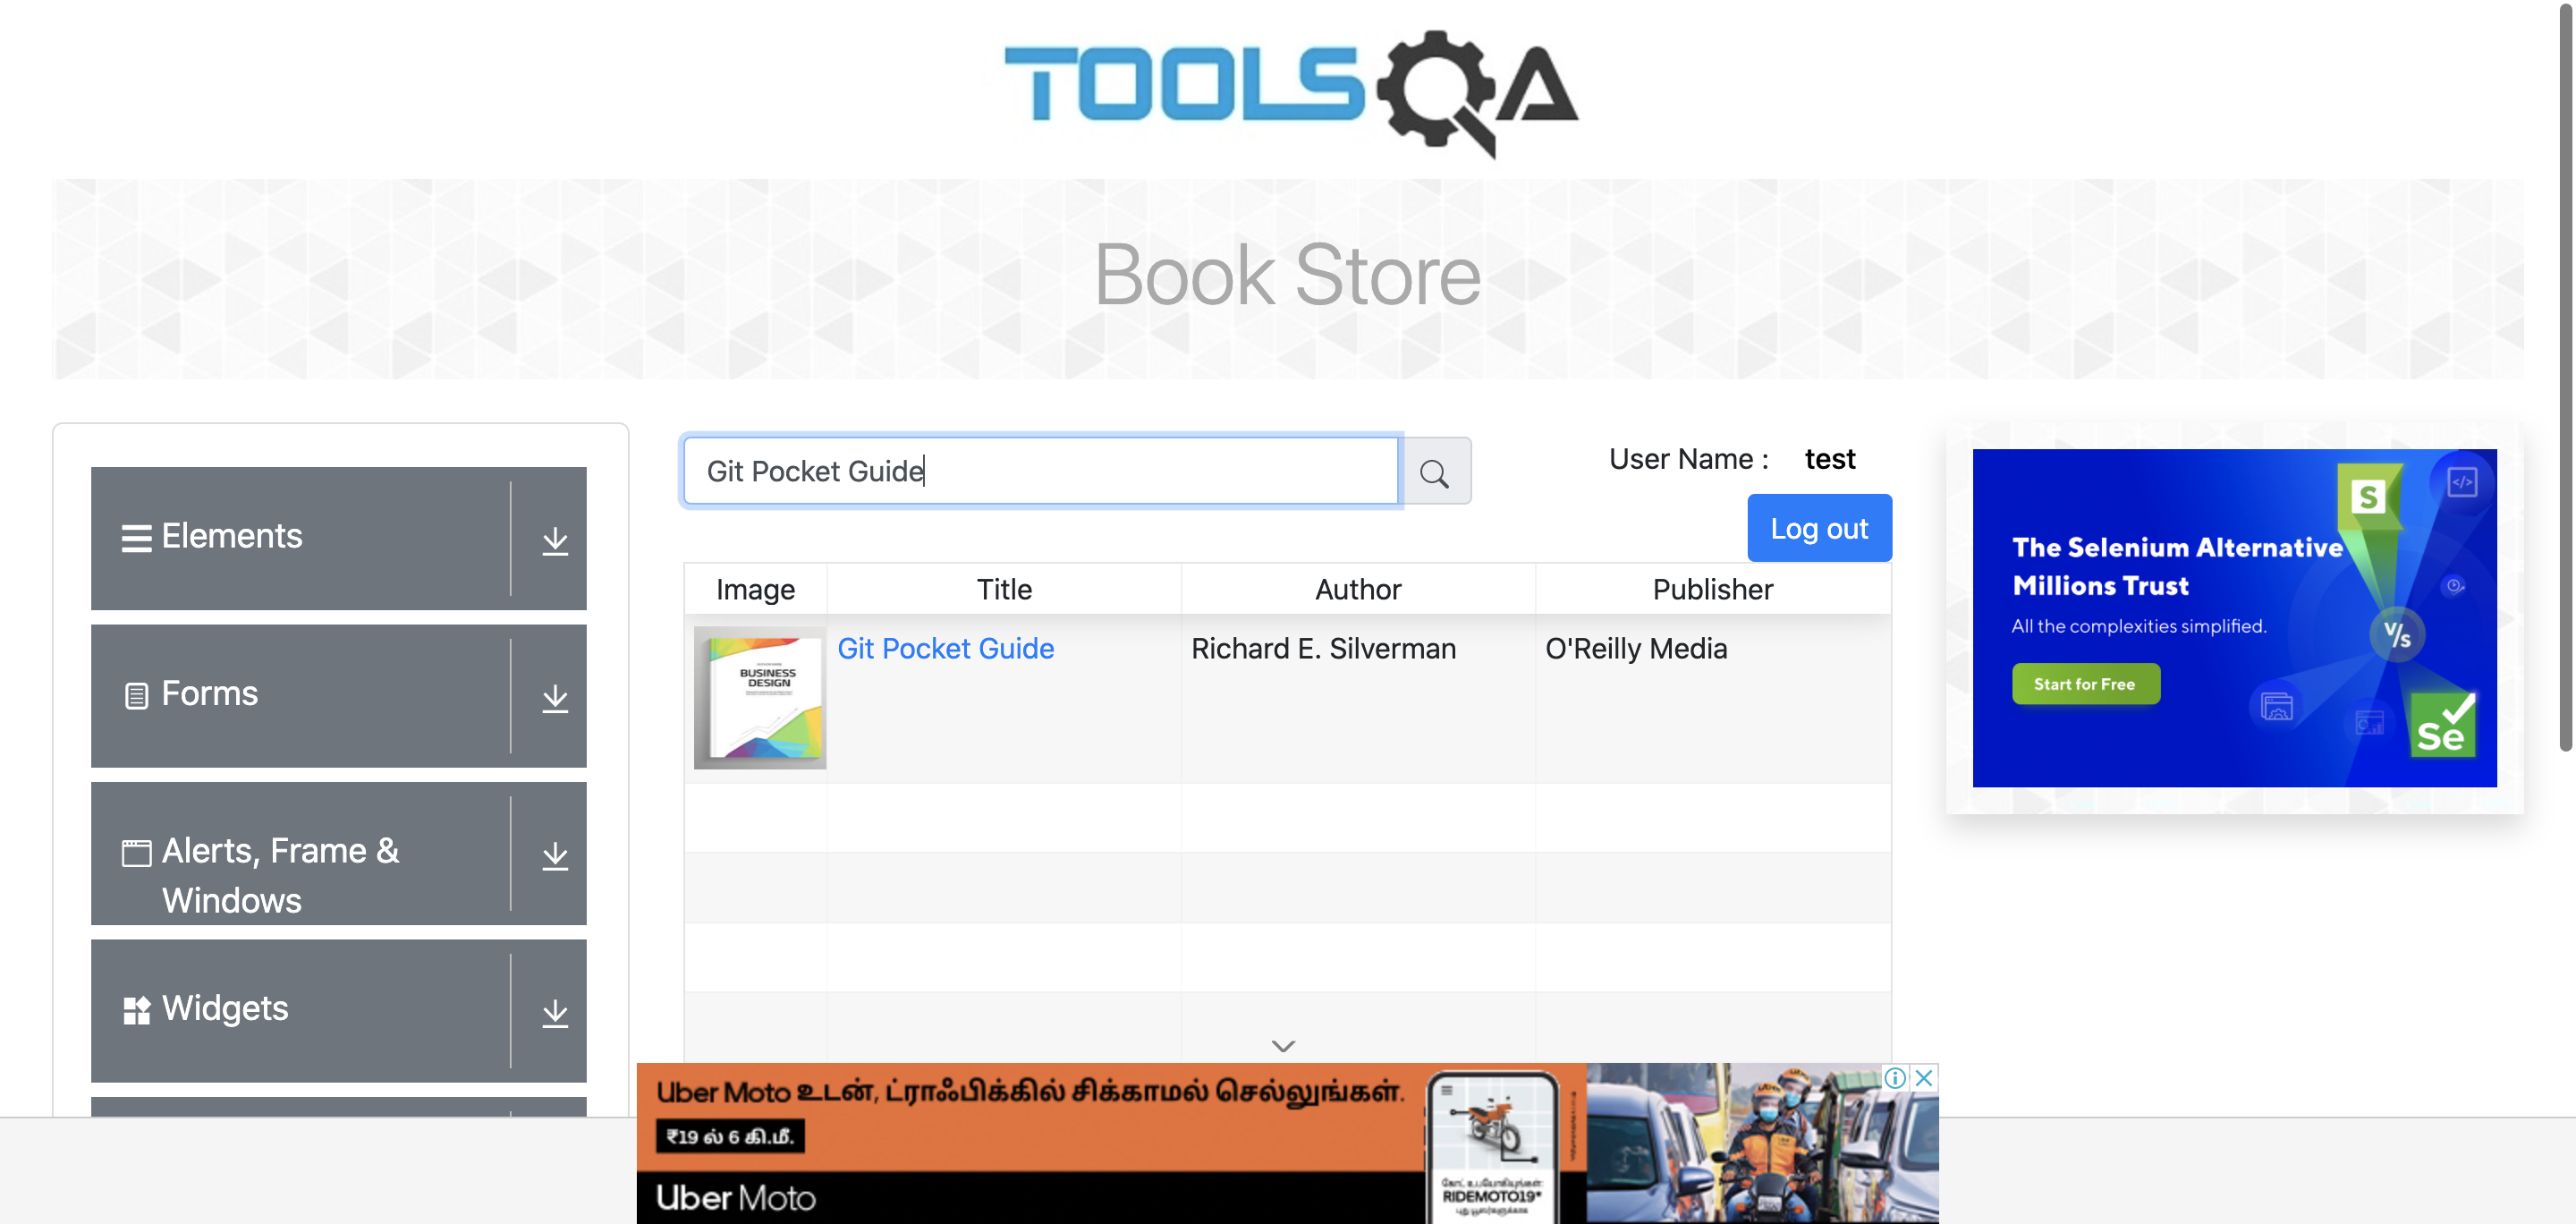 TOOLSQA
Book Store
Elements
Forms
Alerts, Frame &
Windows
Widgets
Git Pocket Guide
User Name : test
Log out
Image Title Author Publisher
BUSINESS
DESIGN
Git Pocket Guide Richard E. Silverman O'Reilly Media
The Selenium Alternative
Millions Trust
All the complexities simplified.
Start for Free
S
</>
V/s
Se
Uber Moto உடன், ட்ராஃபிக்கில் சிக்காமல் செல்லுங்கள்.
₹19 ல் 6 கி.மீ.
Uber Moto
RIDEMOTO19*